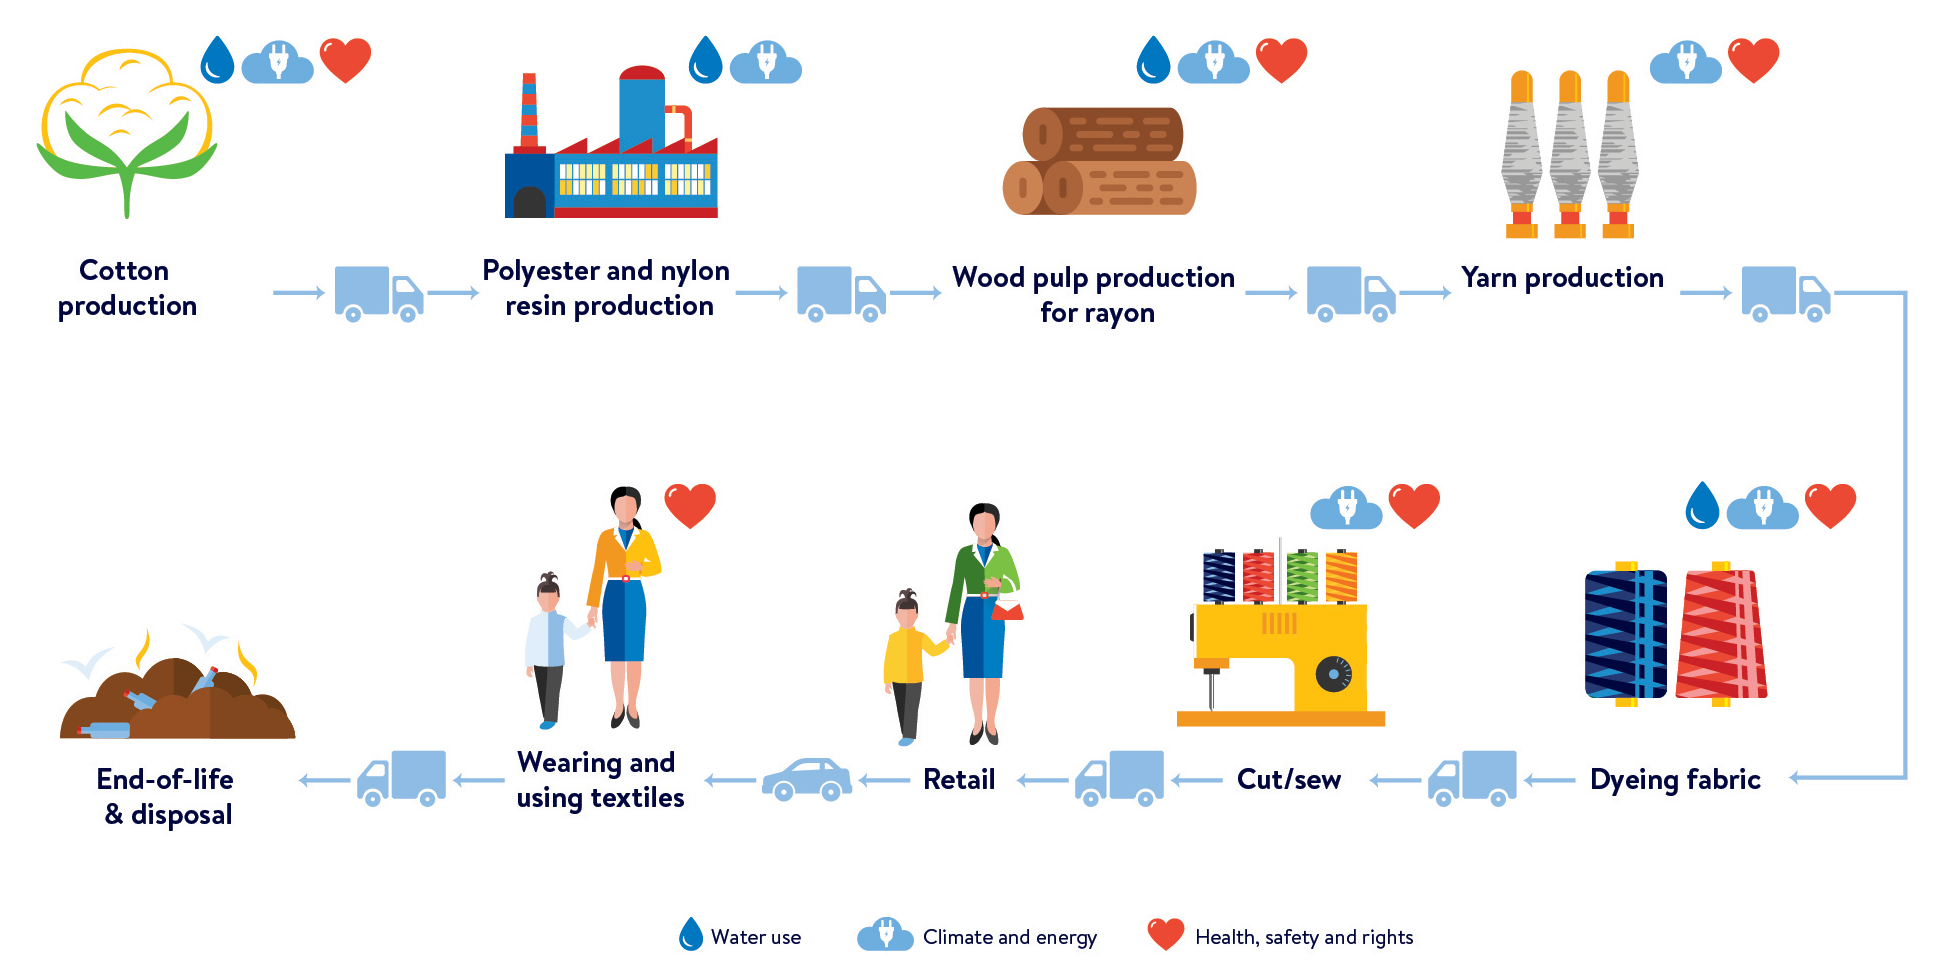 Cotton
production
Polyester and nylon
resin production
Wood pulp production
for rayon
Yarn production
End-of-life
& disposal
Wearing and
using textiles
Retail
Cut/sew
Dyeing fabric
Water use
Climate and energy
Health, safety and rights